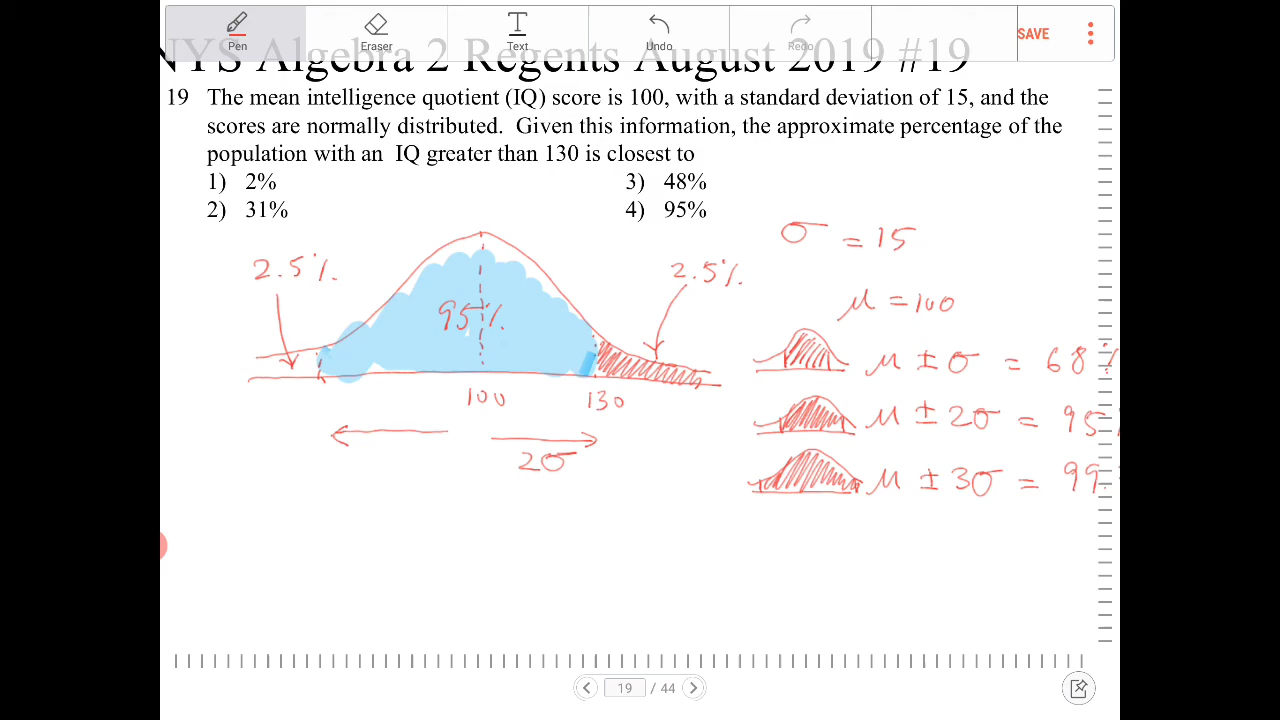 Pen
Eraser
Text
Undo
Redo
SAVE
NYS Algebra 2 Regents August 2019 #19
19 The mean intelligence quotient (IQ) score is 100, with a standard deviation of 15, and the
scores are normally distributed. Given this information, the approximate percentage of the
population with an IQ greater than 130 is closest to
1) 2%
3) 48%
2) 31%
4) 95%
σ = 15
2.5%
2.5%
μ = 100
95%
μ ± σ = 68%
100
130
μ ± 2σ = 95%
2σ
μ ± 3σ = 99.
19 / 44